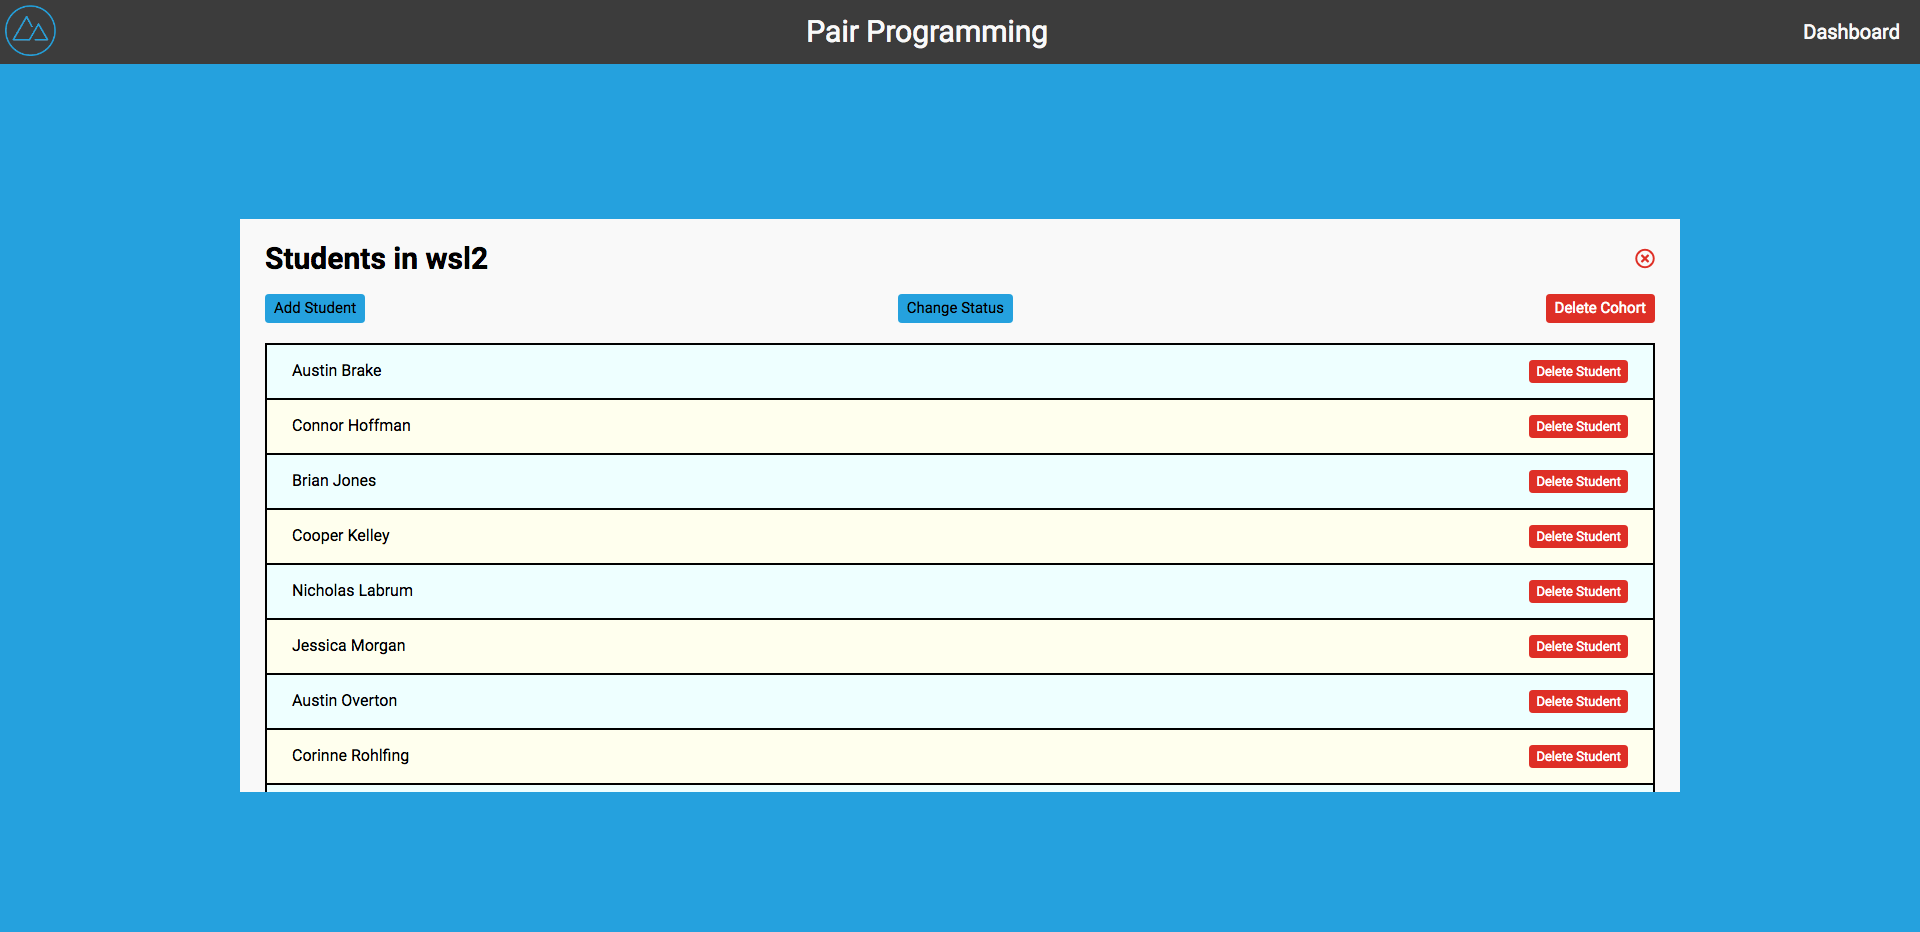 Pair Programming
Dashboard
Students in wsl2
Add Student
Change Status
Delete Cohort
Austin Brake
Delete Student
Connor Hoffman
Delete Student
Brian Jones
Delete Student
Cooper Kelley
Delete Student
Nicholas Labrum
Delete Student
Jessica Morgan
Delete Student
Austin Overton
Delete Student
Corinne Rohlfing
Delete Student